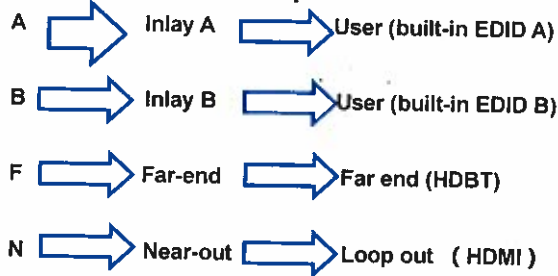 A Inlay A User (built-in EDID A)
B Inlay B User (built-in EDID B)
F Far-end Far end (HDBT)
N Near-out Loop out ( HDMI )